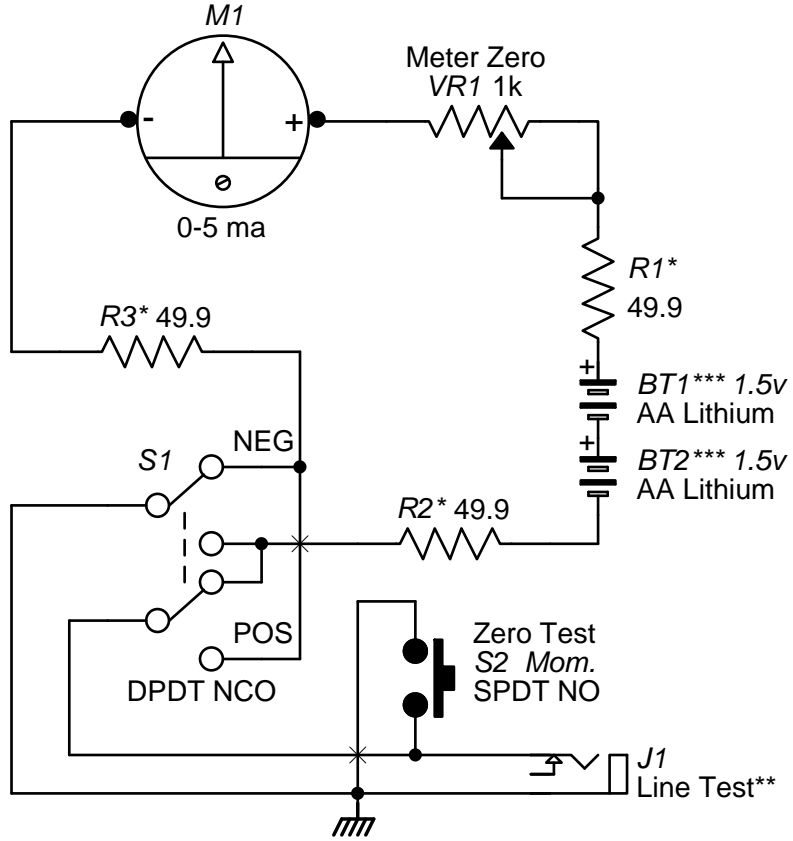 M1
- +
0-5 ma
Meter Zero
VR1 1k
R1*
49.9
R3* 49.9
+
BT1*** 1.5v
AA Lithium
+
BT2*** 1.5v
AA Lithium
NEG
S1
R2* 49.9
POS
DPDT NCO
Zero Test
S2 Mom.
SPDT NO
J1
Line Test**